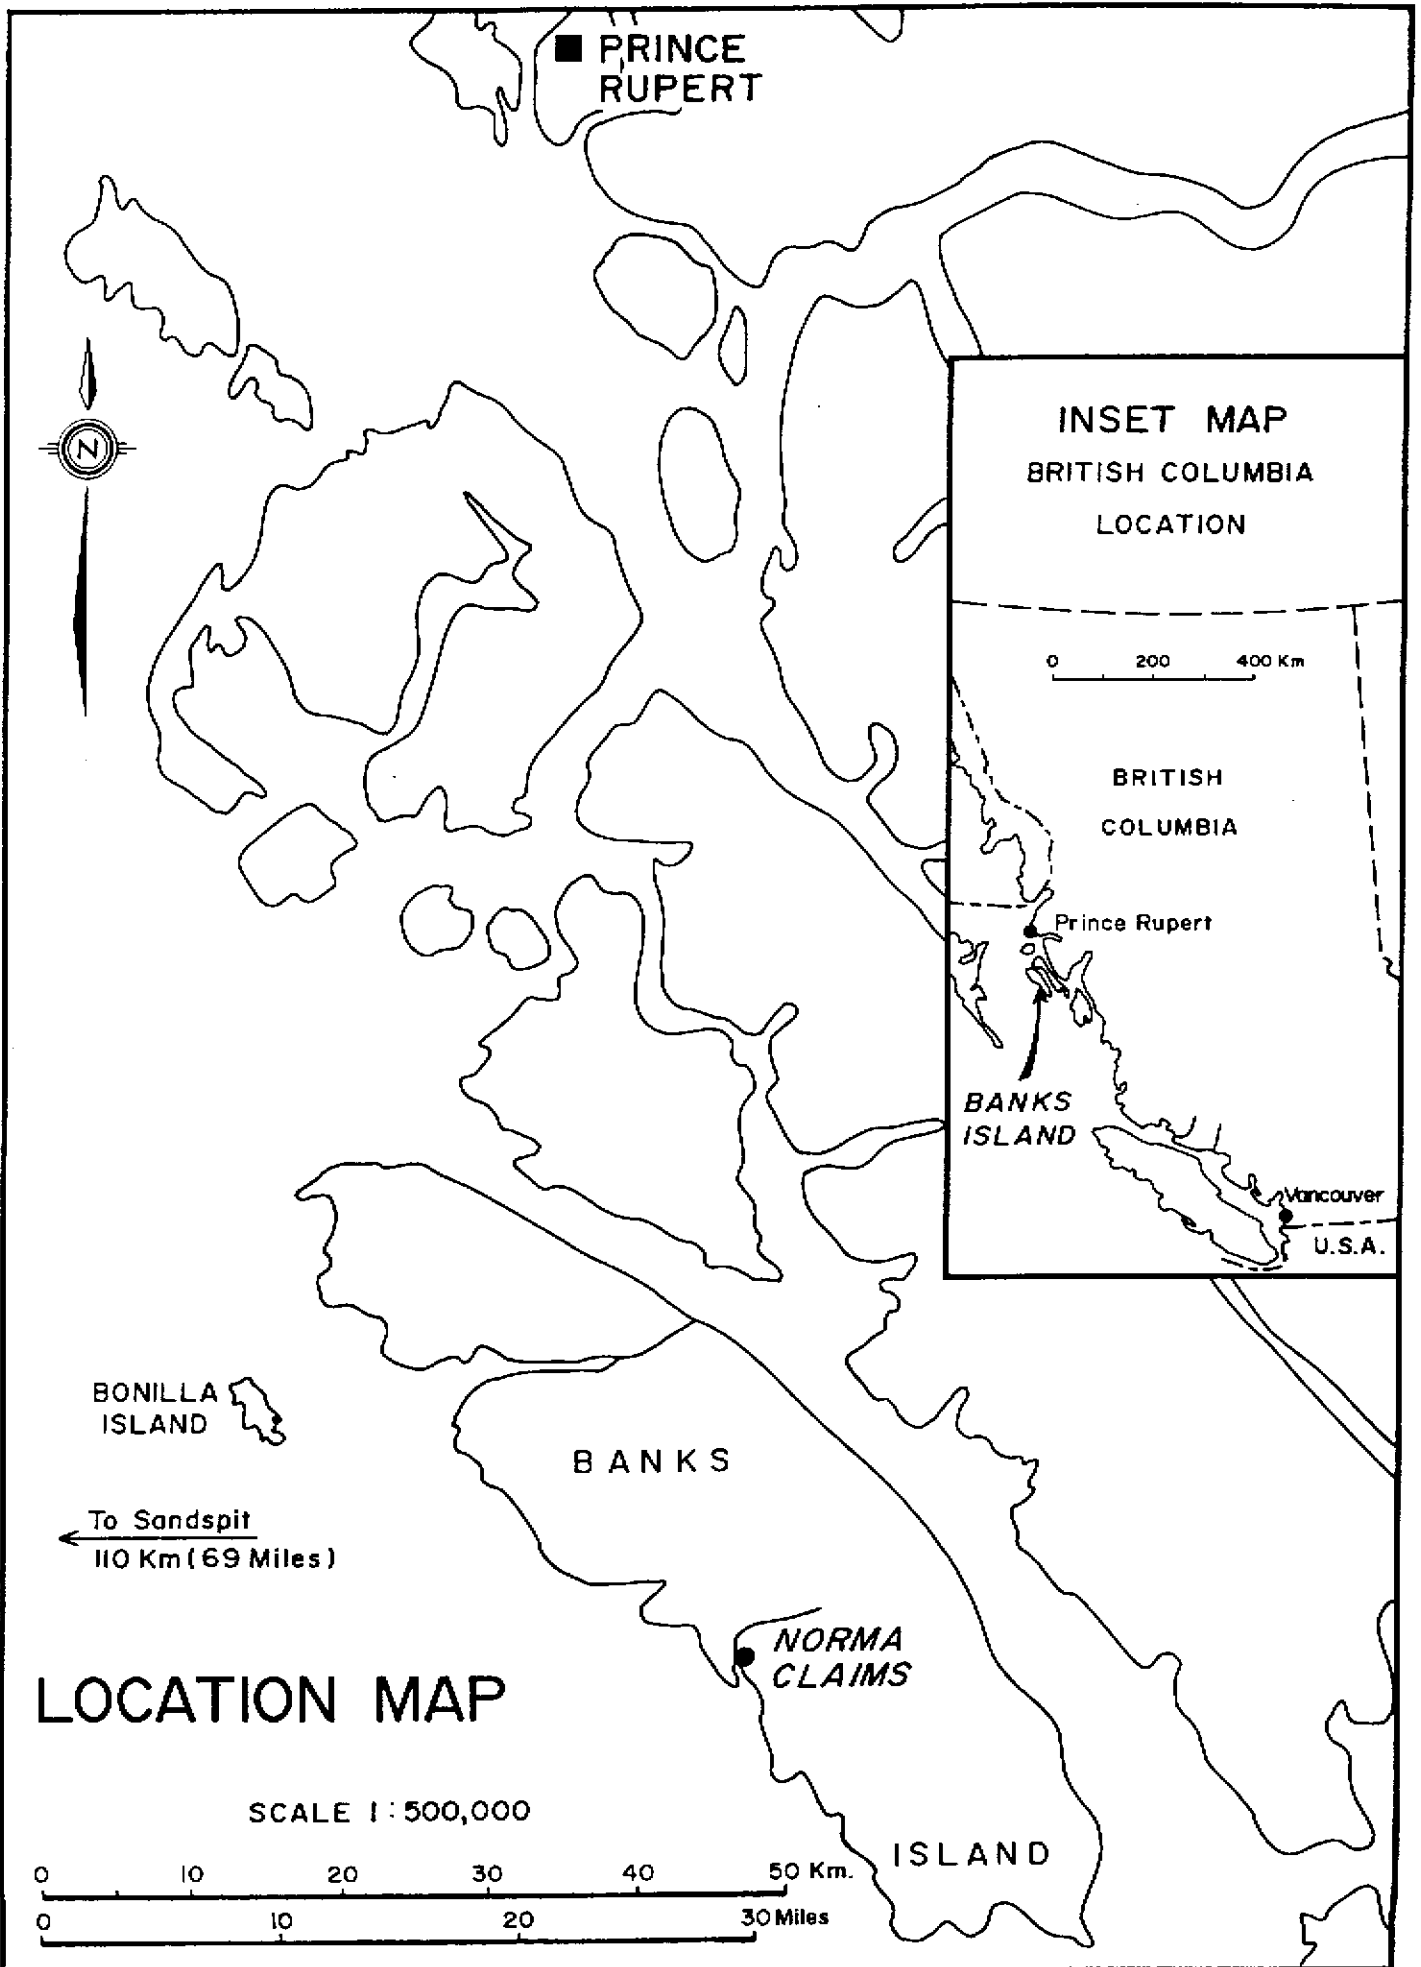 PRINCE
RUPERT
N
INSET MAP
BRITISH COLUMBIA
LOCATION
0 200 400 Km
BRITISH
COLUMBIA
Prince Rupert
BANKS
ISLAND
Vancouver
U.S.A.
BONILLA
ISLAND
BANKS
To Sandspit
110 Km (69 Miles)
NORMA
CLAIMS
LOCATION MAP
SCALE 1:500,000
ISLAND
0 10 20 30 40 50 Km.
0 10 20 30 Miles